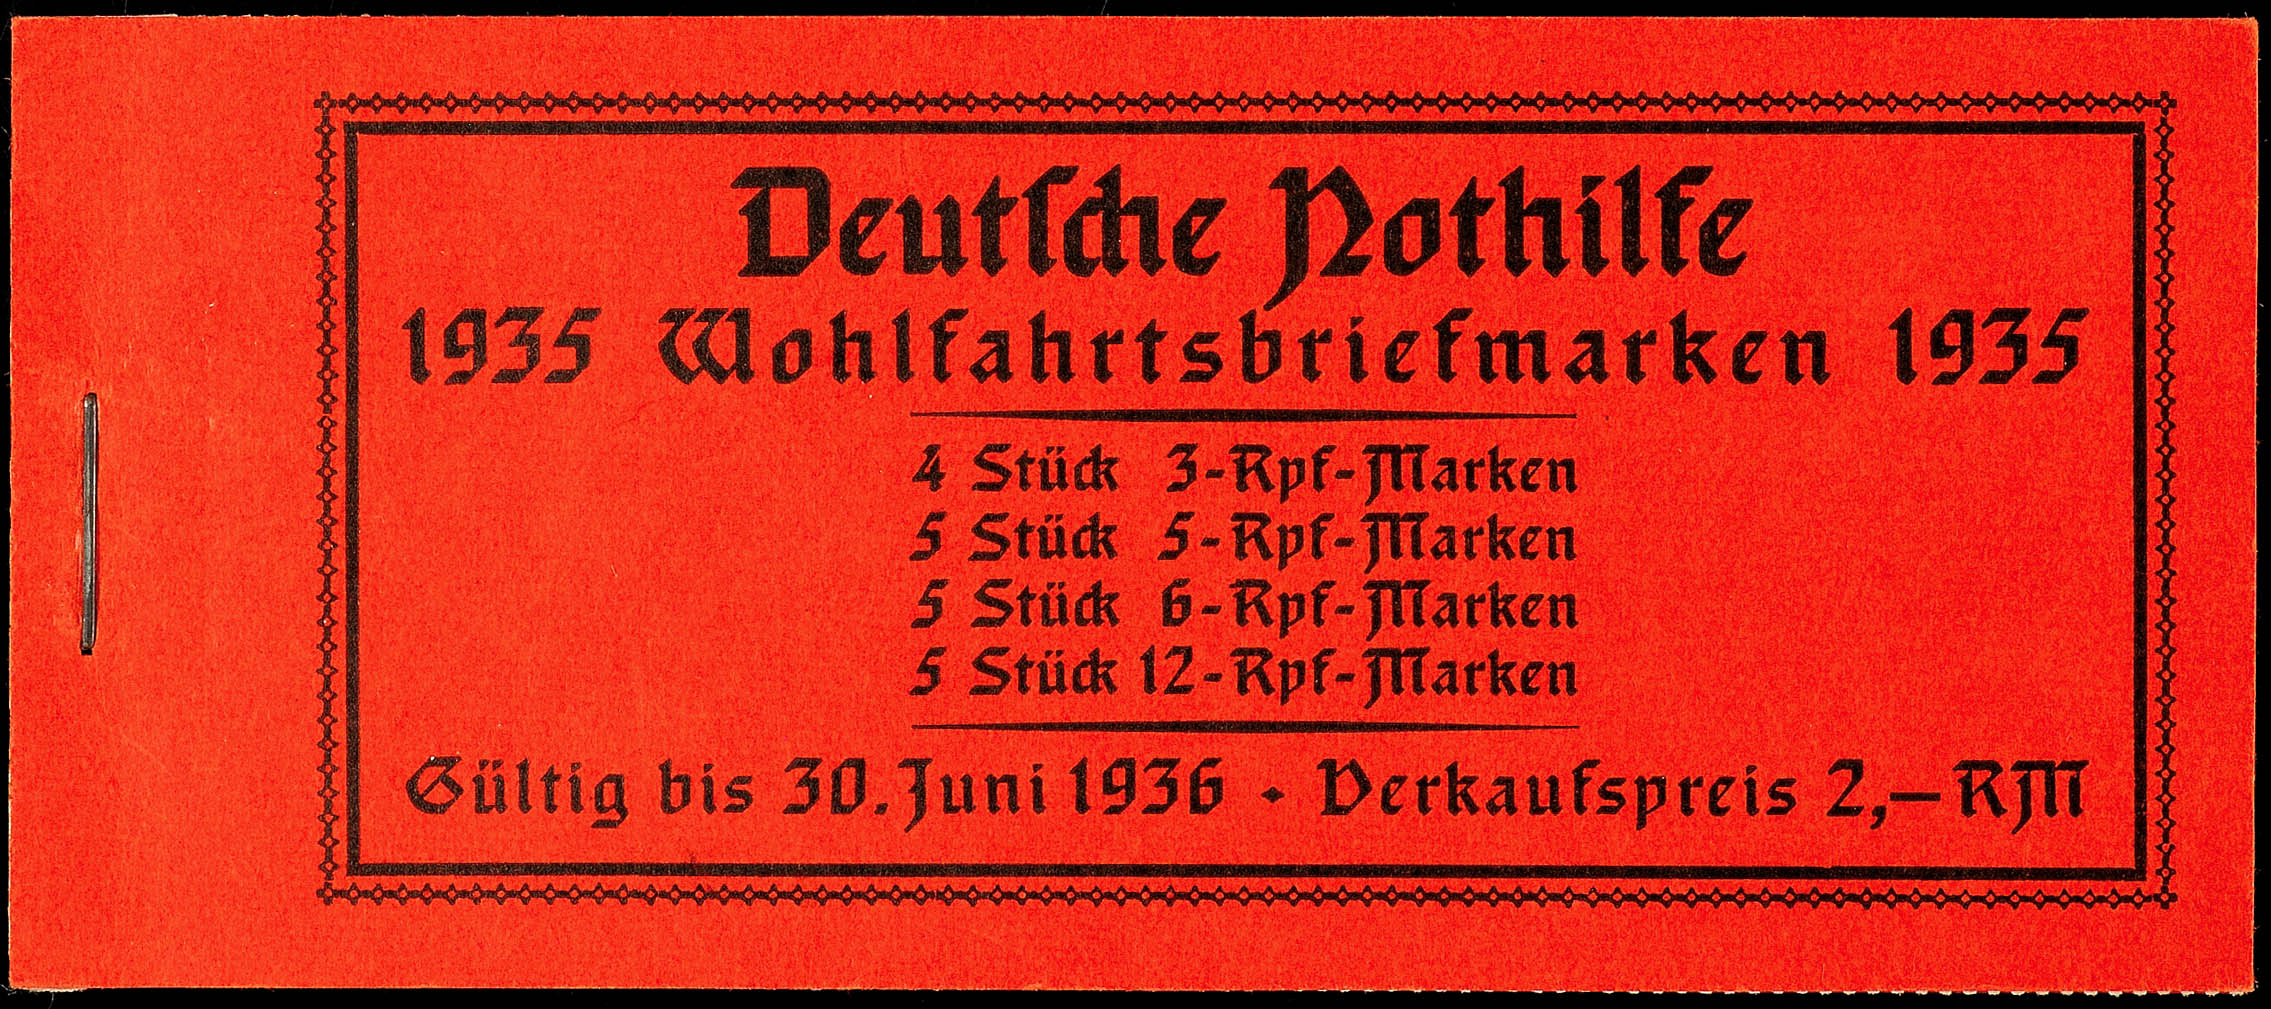 Deutſche Nothilfe
1935 Wohlfahrtsbriefmarken 1935
4 Stück 3-Rpf-Marken
5 Stück 5-Rpf-Marken
5 Stück 6-Rpf-Marken
5 Stück 12-Rpf-Marken
Gültig bis 30. Juni 1936 • Verkaufspreis 2,— RM